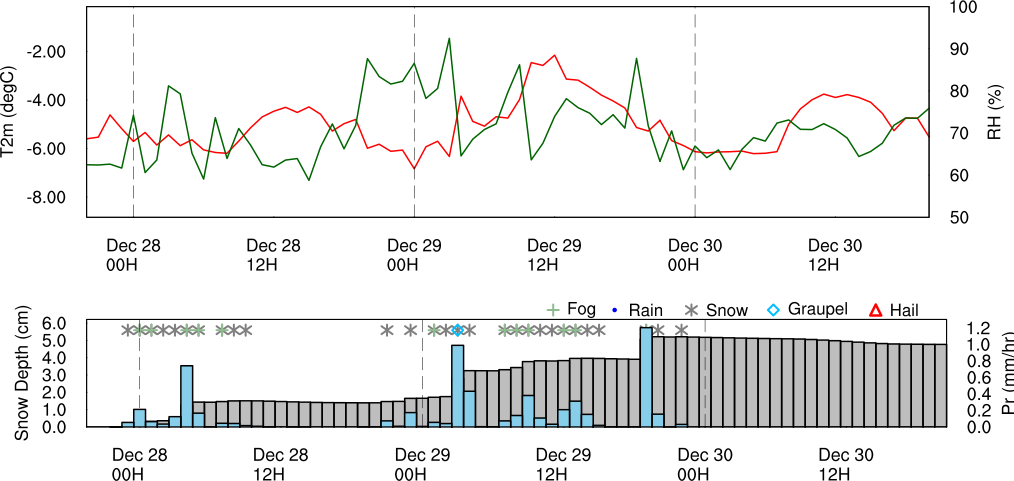 100
-2.00
90
-4.00
80
T2m (degC)
RH (%)
70
-6.00
60
-8.00
50
Dec 28 Dec 28 Dec 29 Dec 29 Dec 30 Dec 30
00H 12H 00H 12H 00H 12H
Fog Rain Snow Graupel Hail
Snow Depth (cm)
6.0
5.0
4.0
3.0
2.0
1.0
0.0
1.2
1.0
0.8
0.6
0.4
0.2
0.0
Pr (mm/hr)
Dec 28 Dec 28 Dec 29 Dec 29 Dec 30 Dec 30
00H 12H 00H 12H 00H 12H